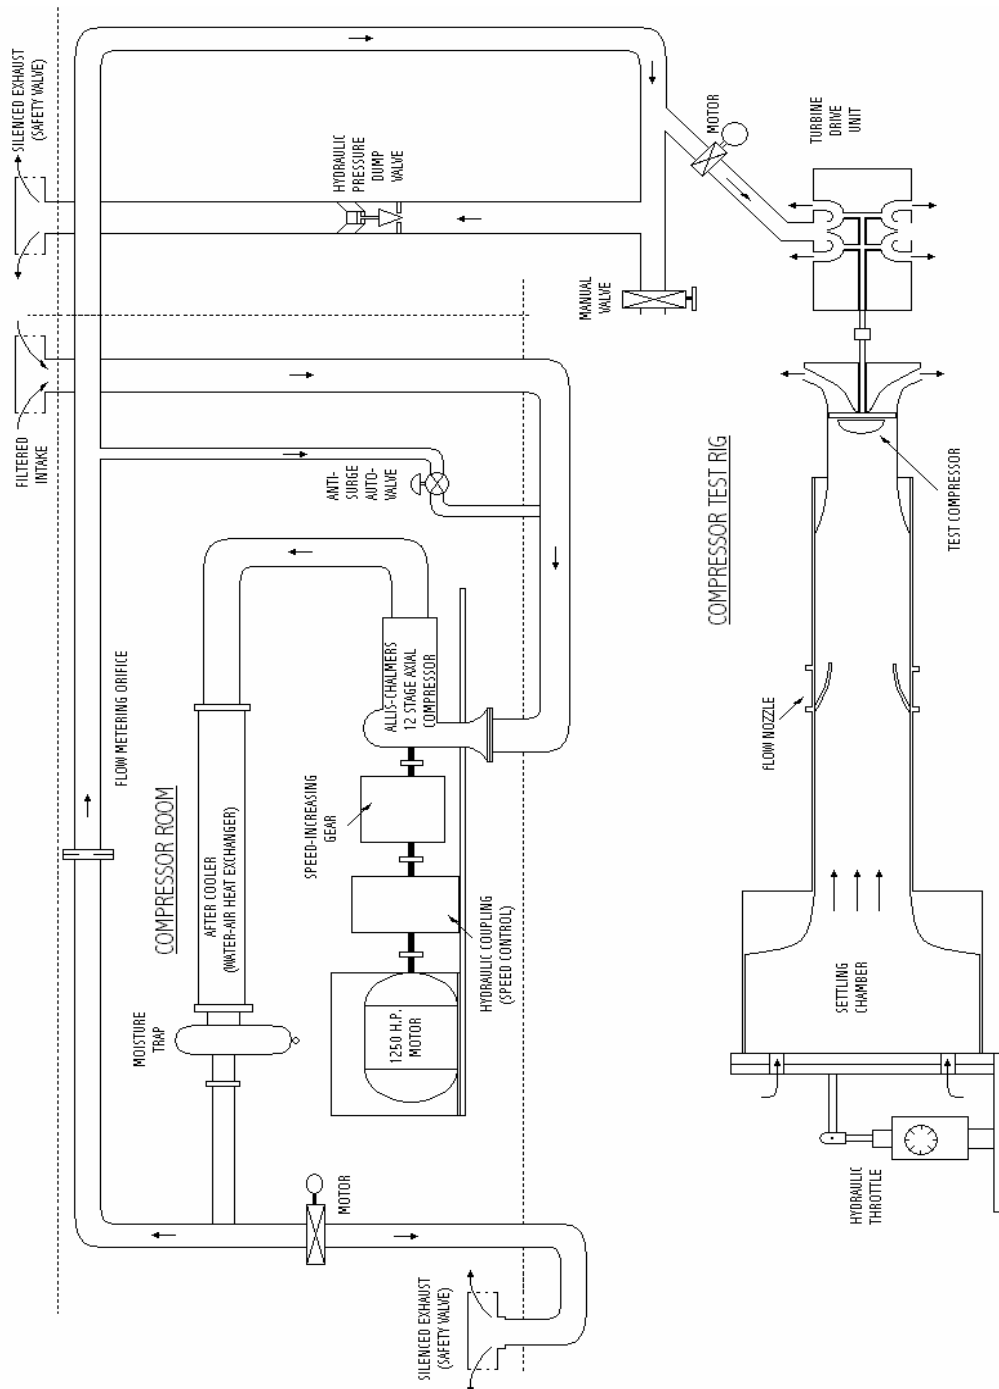 SILENCED EXHAUST
(SAFETY VALVE)
HYDRAULIC
PRESSURE
DUMP
VALVE
MOTOR
TURBINE
DRIVE
UNIT
MANUAL
VALVE
FILTERED
INTAKE
ANTI-
SURGE
AUTO-
VALVE
COMPRESSOR TEST RIG
TEST COMPRESSOR
FLOW METERING ORIFICE
COMPRESSOR ROOM
AFTER COOLER
(WATER-AIR HEAT EXCHANGER)
ALLIS-CHALMERS
12 STAGE AXIAL
COMPRESSOR
SPEED-INCREASING
GEAR
FLOW NOZZLE
HYDRAULIC COUPLING
(SPEED CONTROL)
MOISTURE
TRAP
1250 H.P.
MOTOR
SETTLING
CHAMBER
MOTOR
HYDRAULIC
THROTTLE
SILENCED EXHAUST
(SAFETY VALVE)